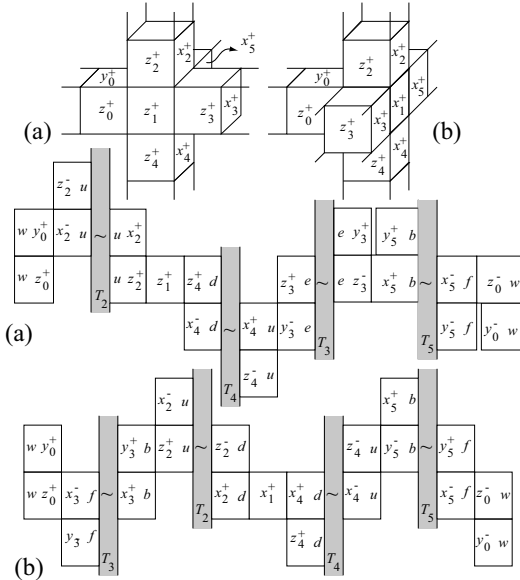 x₅⁺
z₂⁺ x₂⁺
y₀⁺
z₀⁺ z₁⁺ z₃⁺ x₃⁺
z₄⁺ x₄⁺
(a)
z₂⁺ x₂⁺
y₀⁺ x₅⁺
z₀⁺ z₃⁺ x₃⁺ x₁⁺
z₄⁺ x₄⁺
(b)
z₂⁻ u
w y₀⁺ x₂⁻ u ~ u x₂⁺ e y₃⁺ y₅⁺ b
w z₀⁺ T₂ u z₂⁺ z₁⁺ z₄⁺ d z₃⁺ e ~ e z₃⁻ x₅⁺ b ~ x₅⁻ f z₀⁻ w
(a) x₄⁻ d ~ x₄⁺ u y₃⁻ e T₃ T₅ y₅⁻ f y₀⁻ w
T₄ z₄⁻ u
x₂⁻ u x₅⁺ b
w y₀⁺ y₃⁺ b z₂⁺ u ~ z₂⁻ d z₄⁻ u y₅⁻ b ~ y₅⁺ f
w z₀⁺ x₃⁻ f ~ x₃⁺ b T₂ x₂⁺ d x₁⁺ x₄⁺ d ~ x₄⁻ u T₅ x₅⁻ f z₀⁻ w
(b) y₃⁻ f T₃ z₄⁺ d T₄ y₀⁻ w